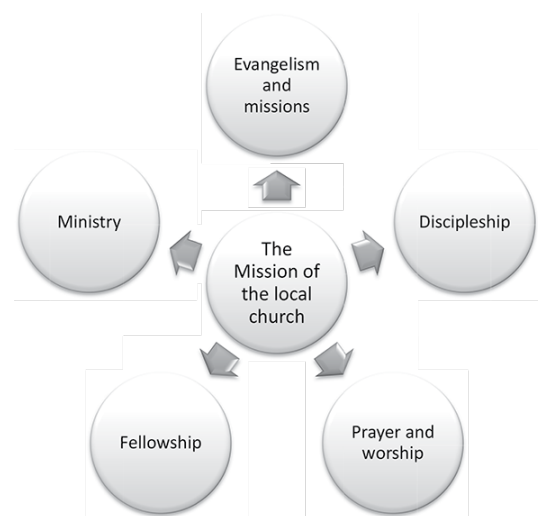 Evangelism
and
missions
Ministry
Discipleship
The
Mission of
the local
church
Fellowship
Prayer and
worship